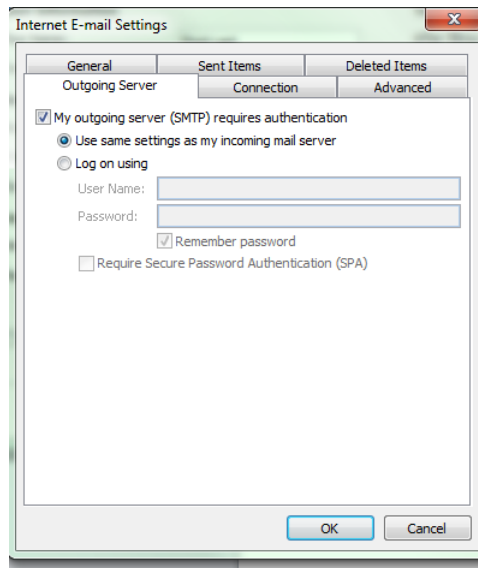 Internet E-mail Settings
General Sent Items Deleted Items
Outgoing Server Connection Advanced
My outgoing server (SMTP) requires authentication
Use same settings as my incoming mail server
Log on using
User Name:
Password:
Remember password
Require Secure Password Authentication (SPA)
OK Cancel